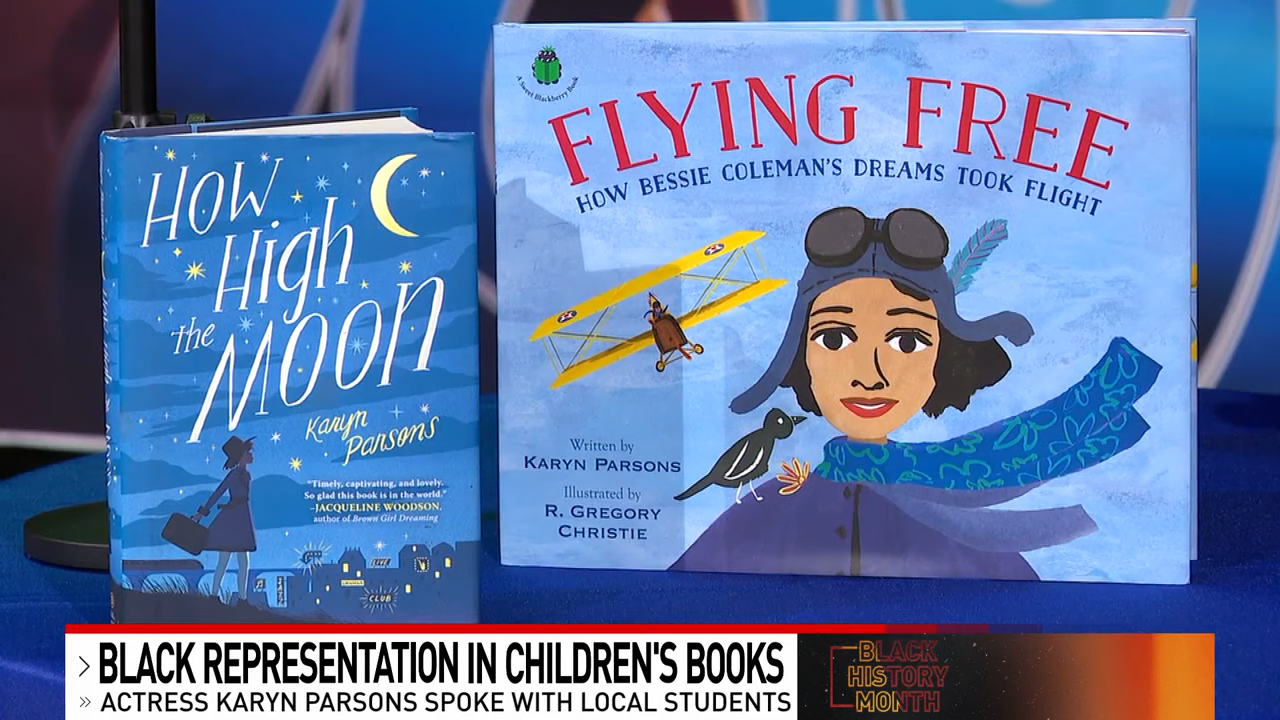 How
High
the
Moon
Karyn
Parsons
"Timely, captivating, and lovely.
So glad this book is in the world."
–JACQUELINE WOODSON,
author of Brown Girl Dreaming
CLUB
A Sweet Blackberry Book
FLYING FREE
HOW BESSIE COLEMAN'S DREAMS TOOK FLIGHT
Written by
KARYN PARSONS
Illustrated by
R. GREGORY
CHRISTIE
> BLACK REPRESENTATION IN CHILDREN'S BOOKS
» ACTRESS KARYN PARSONS SPOKE WITH LOCAL STUDENTS
BLACK
HISTORY
MONTH